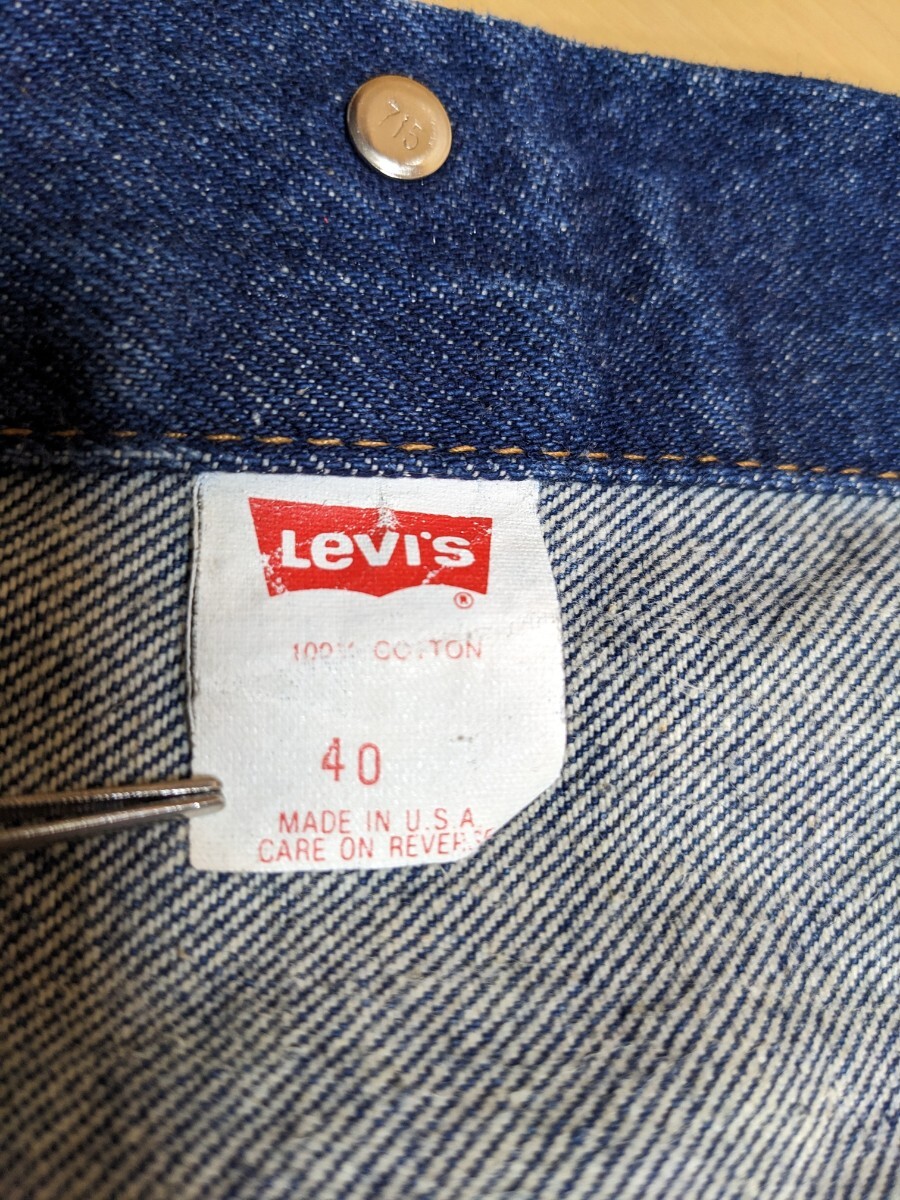 715
Levi's
®
100% COTTON
40
MADE IN U.S.A.
CARE ON REVERSE